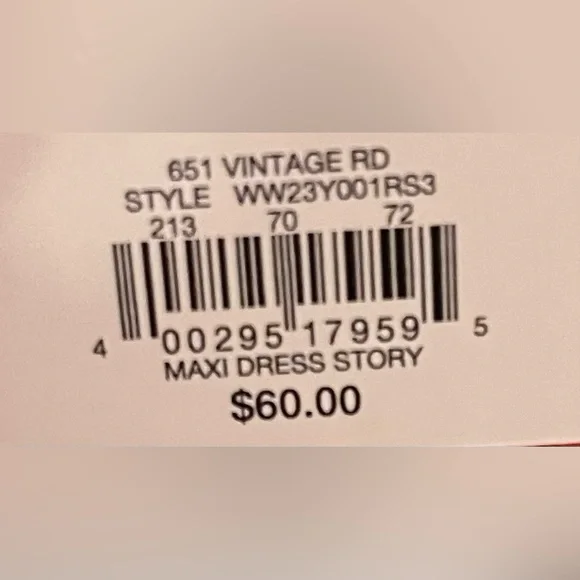 651 VINTAGE RD
STYLE WW23Y001RS3
213 70 72
4 00295 17959 5
MAXI DRESS STORY
$60.00